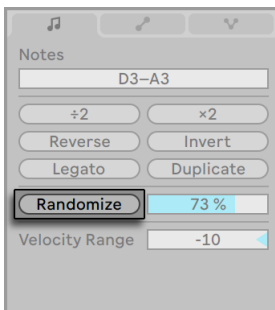 Notes
D3–A3
÷2 ×2
Reverse Invert
Legato Duplicate
Randomize 73 %
Velocity Range -10